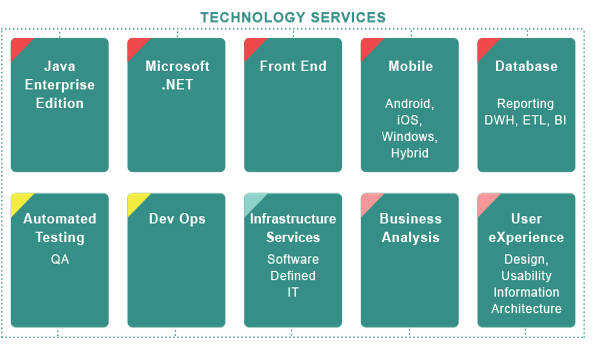 TECHNOLOGY SERVICES
Java
Enterprise
Edition
Microsoft
.NET
Front End
Mobile
Android,
iOS,
Windows,
Hybrid
Database
Reporting
DWH, ETL, BI
Automated
Testing
QA
Dev Ops
Infrastructure
Services
Software
Defined
IT
Business
Analysis
User
eXperience
Design,
Usability
Information
Architecture